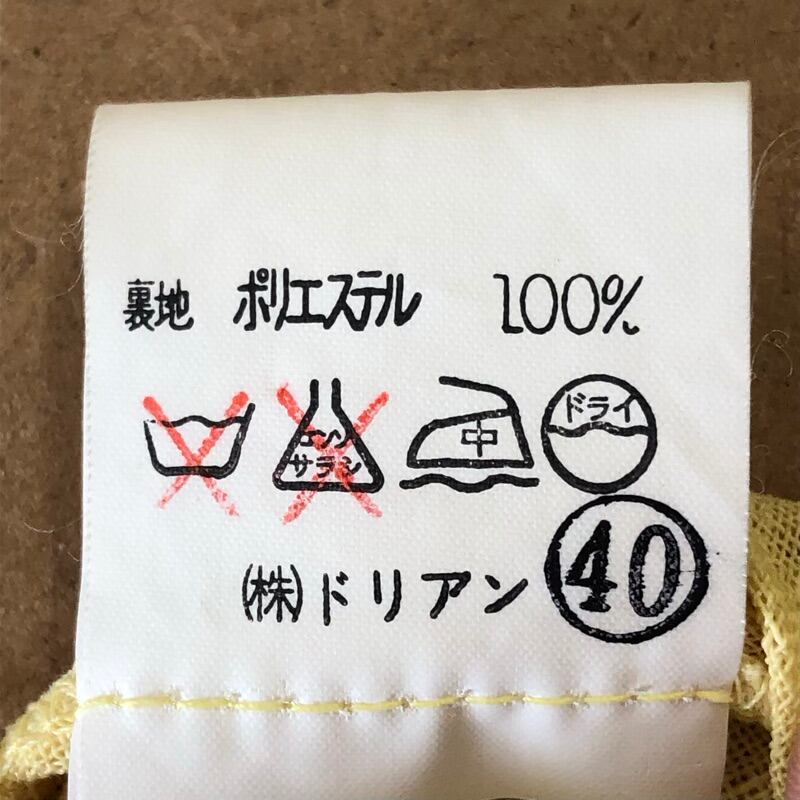 裏地 ポリエステル 100%
エンソ
サラシ
中
ドライ
40
(株)ドリアン